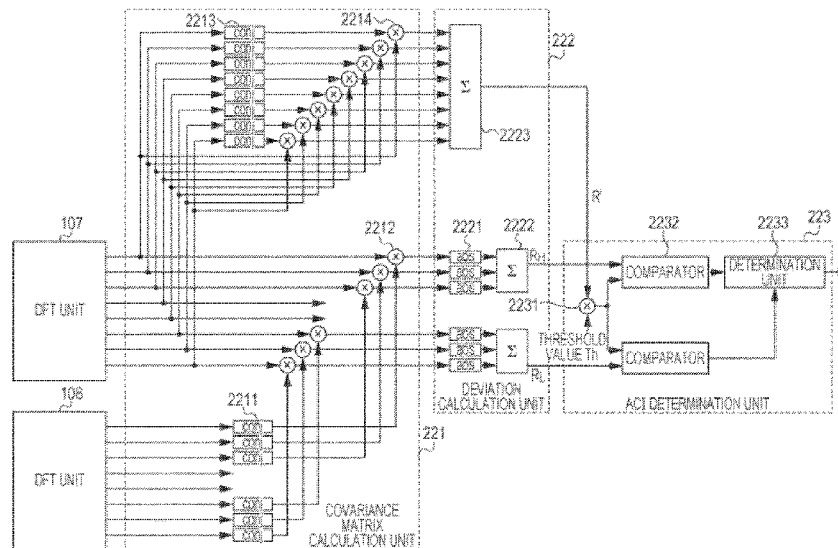 2213
2214
222
conj
conj
conj
conj
conj
conj
conj
conj
Σ
2223
R
2212
2221
2222
2232
2233
223
107
DFT UNIT
abs
abs
abs
Σ
RH
2231
COMPARATOR
DETERMINATION
UNIT
THRESHOLD
VALUE Th
abs
abs
abs
Σ
RL
COMPARATOR
DEVIATION
CALCULATION UNIT
ACI DETERMINATION UNIT
108
DFT UNIT
2211
conj
conj
conj
conj
conj
conj
221
COVARIANCE
MATRIX
CALCULATION UNIT